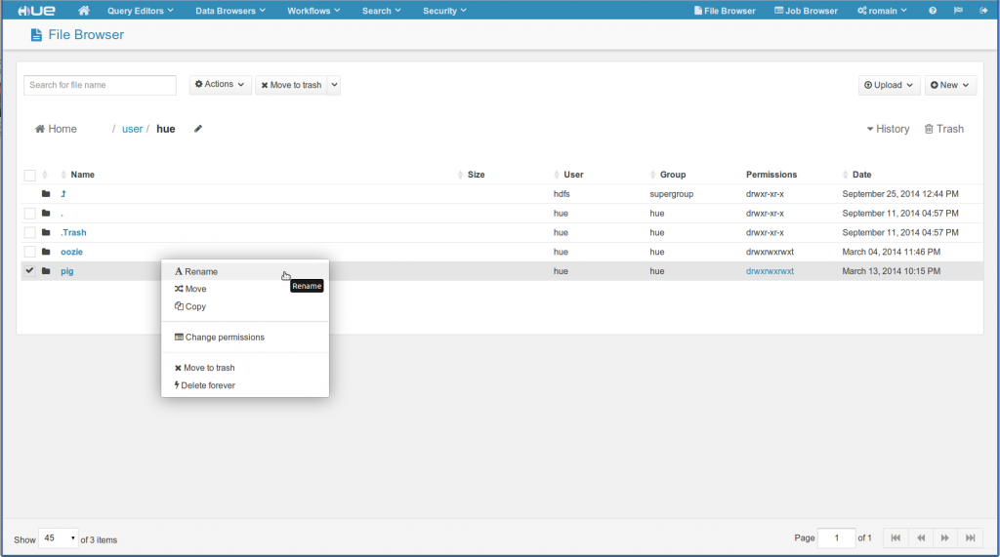 HUE Query Editors Data Browsers Workflows Search Security File Browser Job Browser romain
File Browser
Search for file name Actions Move to trash Upload New
Home / user / hue History Trash
Name Size User Group Permissions Date
hdfs supergroup drwxr-xr-x September 25, 2014 12:44 PM
. hue hue drwxr-xr-x September 11, 2014 04:57 PM
.Trash hue hue drwxr-xr-x September 11, 2014 04:57 PM
oozie hue hue drwxrwxrwxt March 04, 2014 11:46 PM
pig hue hue drwxrwxrwxt March 13, 2014 10:15 PM
Rename
Rename
Move
Copy
Change permissions
Move to trash
Delete forever
Show 45 of 3 items Page 1 of 1